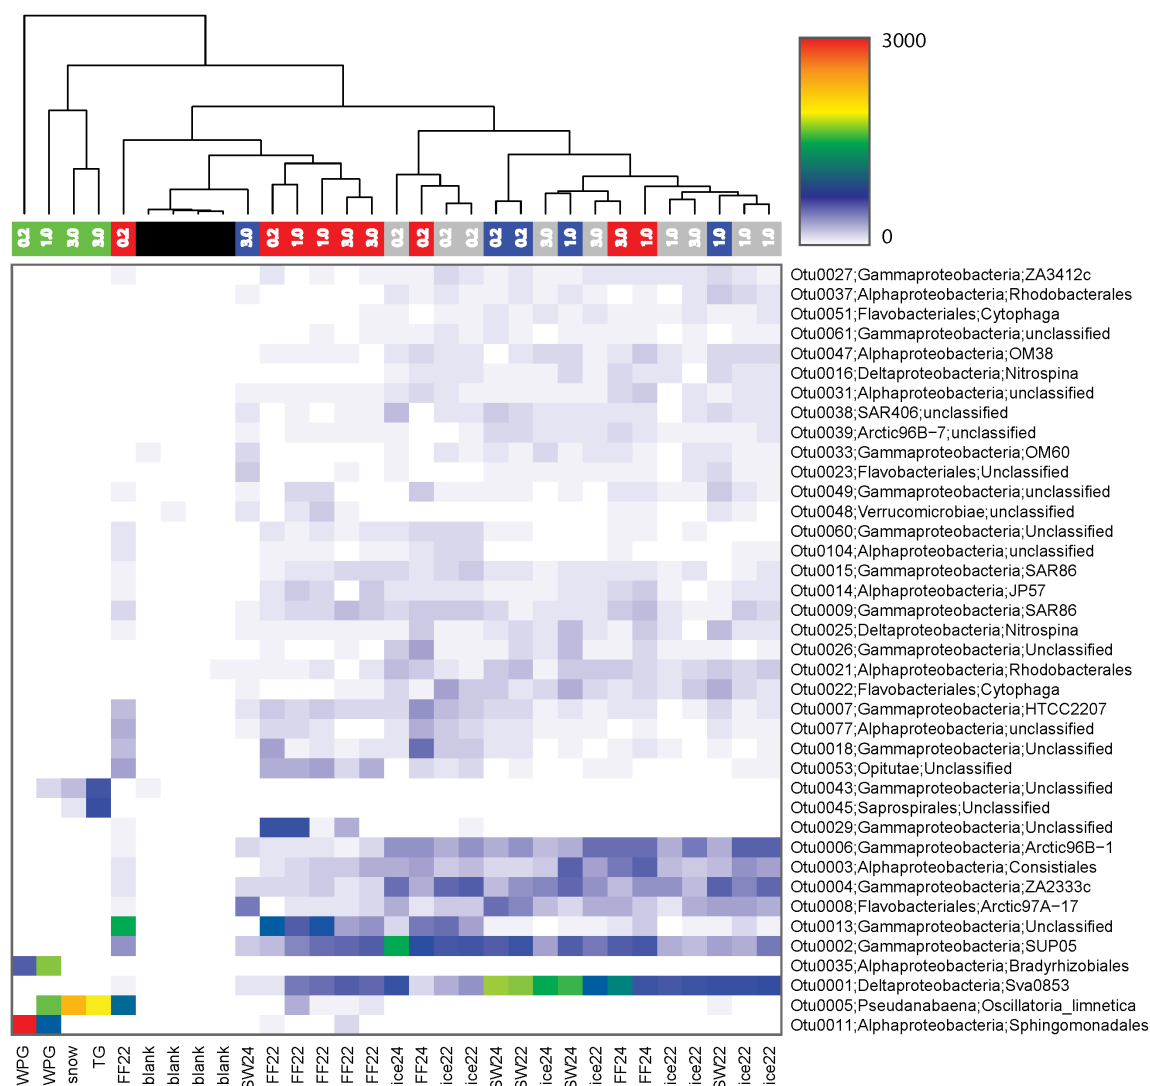 3000
0
0.2 1.0 3.0 3.0 0.2 3.0 0.2 1.0 1.0 3.0 3.0 0.2 0.2 0.2 0.2 0.2 0.2 3.0 1.0 3.0 3.0 1.0 1.0 3.0 1.0 1.0 1.0
Otu0027;Gammaproteobacteria;ZA3412c
Otu0037;Alphaproteobacteria;Rhodobacterales
Otu0051;Flavobacteriales;Cytophaga
Otu0061;Gammaproteobacteria;unclassified
Otu0047;Alphaproteobacteria;OM38
Otu0016;Deltaproteobacteria;Nitrospina
Otu0031;Alphaproteobacteria;unclassified
Otu0038;SAR406;unclassified
Otu0039;Arctic96B−7;unclassified
Otu0033;Gammaproteobacteria;OM60
Otu0023;Flavobacteriales;Unclassified
Otu0049;Gammaproteobacteria;unclassified
Otu0048;Verrucomicrobiae;unclassified
Otu0060;Gammaproteobacteria;Unclassified
Otu0104;Alphaproteobacteria;unclassified
Otu0015;Gammaproteobacteria;SAR86
Otu0014;Alphaproteobacteria;JP57
Otu0009;Gammaproteobacteria;SAR86
Otu0025;Deltaproteobacteria;Nitrospina
Otu0026;Gammaproteobacteria;Unclassified
Otu0021;Alphaproteobacteria;Rhodobacterales
Otu0022;Flavobacteriales;Cytophaga
Otu0007;Gammaproteobacteria;HTCC2207
Otu0077;Alphaproteobacteria;unclassified
Otu0018;Gammaproteobacteria;Unclassified
Otu0053;Opitutae;Unclassified
Otu0043;Gammaproteobacteria;Unclassified
Otu0045;Saprospirales;Unclassified
Otu0029;Gammaproteobacteria;Unclassified
Otu0006;Gammaproteobacteria;Arctic96B−1
Otu0003;Alphaproteobacteria;Consistiales
Otu0004;Gammaproteobacteria;ZA2333c
Otu0008;Flavobacteriales;Arctic97A−17
Otu0013;Gammaproteobacteria;Unclassified
Otu0002;Gammaproteobacteria;SUP05
Otu0035;Alphaproteobacteria;Bradyrhizobiales
Otu0001;Deltaproteobacteria;Sva0853
Otu0005;Pseudanabaena;Oscillatoria_limnetica
Otu0011;Alphaproteobacteria;Sphingomonadales
WPG WPG snow TG FF22 blank blank blank blank SW24 FF22 FF22 FF22 FF22 FF22 ice24 FF24 ice22 ice22 SW24 SW22 ice24 SW24 ice22 FF24 FF24 ice22 ice22 SW22 ice22 ice22